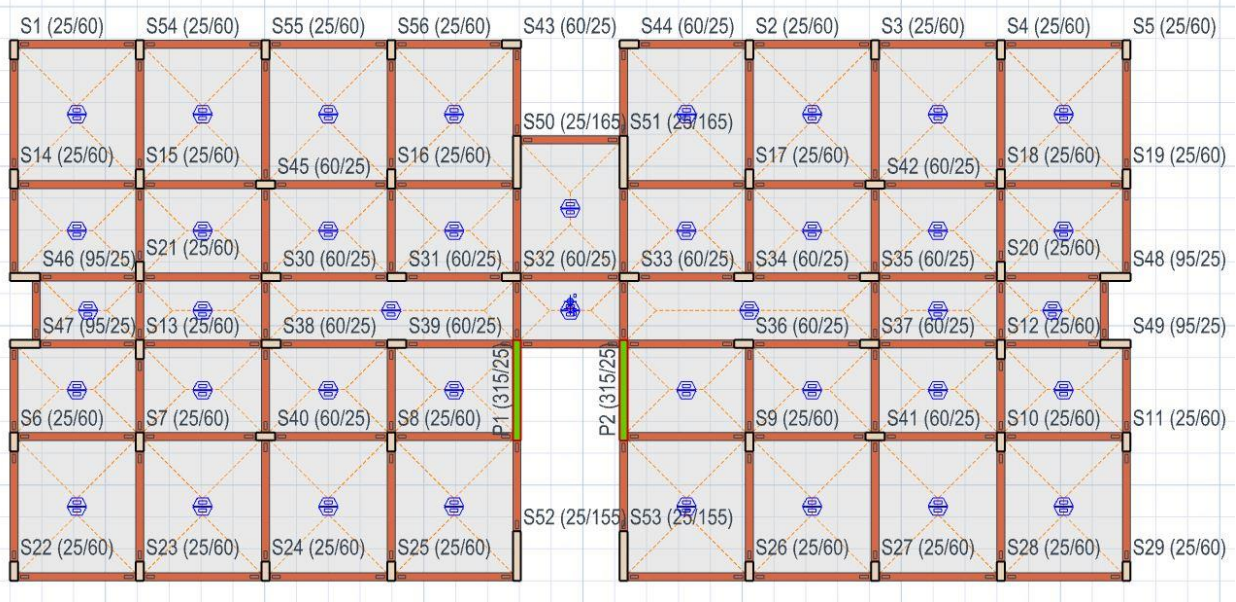 S1 (25/60) S54 (25/60) S55 (25/60) S56 (25/60) S43 (60/25) S44 (60/25) S2 (25/60) S3 (25/60) S4 (25/60) S5 (25/60)
S50 (25/165) S51 (25/165)
S14 (25/60) S15 (25/60) S45 (60/25) S16 (25/60) S17 (25/60) S42 (60/25) S18 (25/60) S19 (25/60)
S46 (95/25) S21 (25/60) S30 (60/25) S31 (60/25) S32 (60/25) S33 (60/25) S34 (60/25) S35 (60/25) S20 (25/60) S48 (95/25)
S47 (95/25) S13 (25/60) S38 (60/25) S39 (60/25) S36 (60/25) S37 (60/25) S12 (25/60) S49 (95/25)
P1 (315/25) P2 (315/25)
S6 (25/60) S7 (25/60) S40 (60/25) S8 (25/60) S9 (25/60) S41 (60/25) S10 (25/60) S11 (25/60)
S52 (25/155) S53 (25/155)
S22 (25/60) S23 (25/60) S24 (25/60) S25 (25/60) S26 (25/60) S27 (25/60) S28 (25/60) S29 (25/60)